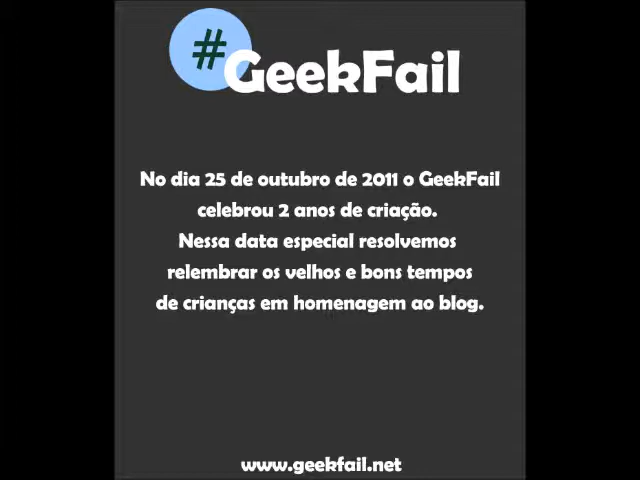 #GeekFail
No dia 25 de outubro de 2011 o GeekFail
celebrou 2 anos de criação.
Nessa data especial resolvemos
relembrar os velhos e bons tempos
de crianças em homenagem ao blog.
www.geekfail.net